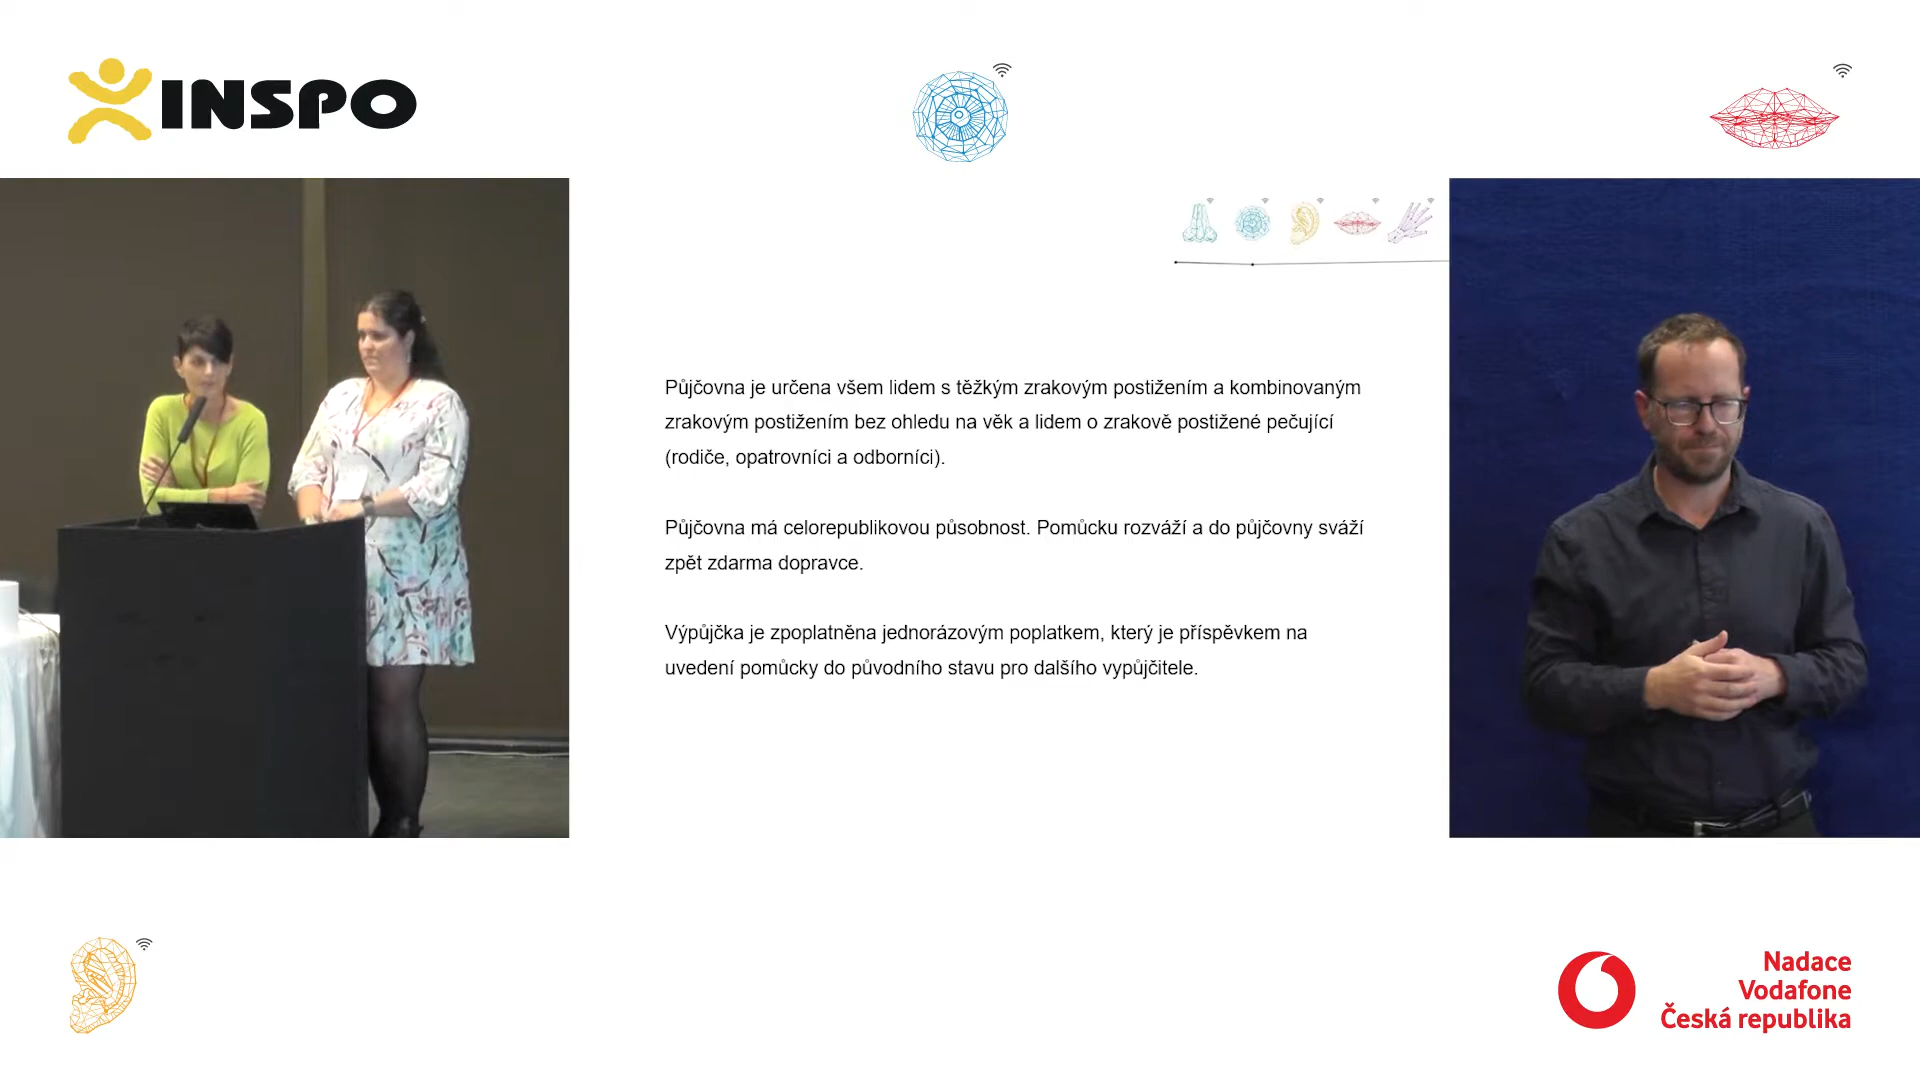 INSPO
Půjčovna je určena všem lidem s těžkým zrakovým postižením a kombinovaným
zrakovým postižením bez ohledu na věk a lidem o zrakově postižené pečující
(rodiče, opatrovníci a odborníci).
Půjčovna má celorepublikovou působnost. Pomůcku rozváží a do půjčovny sváží
zpět zdarma dopravce.
Výpůjčka je zpoplatněna jednorázovým poplatkem, který je příspěvkem na
uvedení pomůcky do původního stavu pro dalšího vypůjčitele.
Nadace
Vodafone
Česká republika